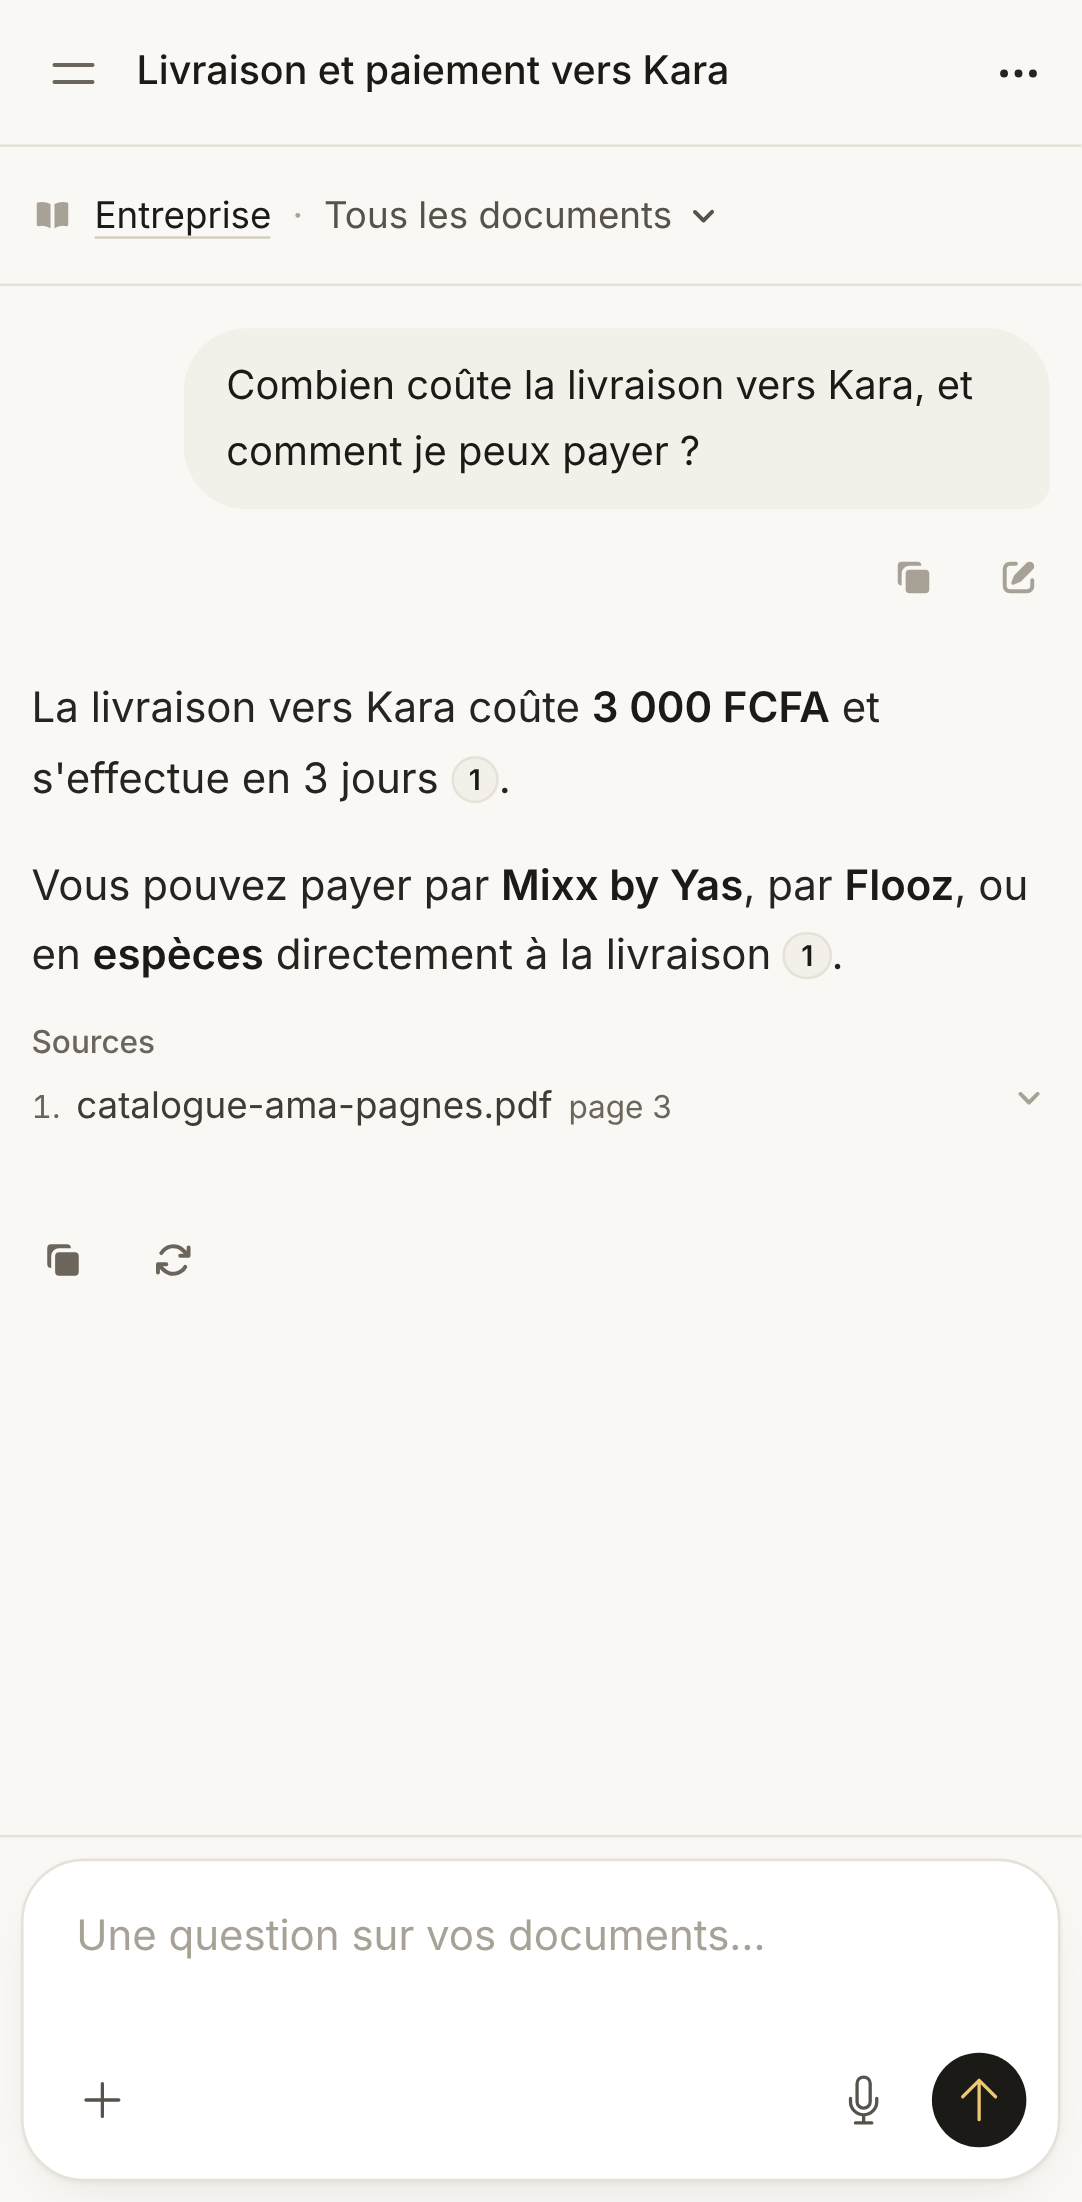 Livraison et paiement vers Kara
Entreprise · Tous les documents
Combien coûte la livraison vers Kara, et
comment je peux payer ?
La livraison vers Kara coûte 3 000 FCFA et
s'effectue en 3 jours 1.
Vous pouvez payer par Mixx by Yas, par Flooz, ou
en espèces directement à la livraison 1.
Sources
1. catalogue-ama-pagnes.pdf page 3
Une question sur vos documents...